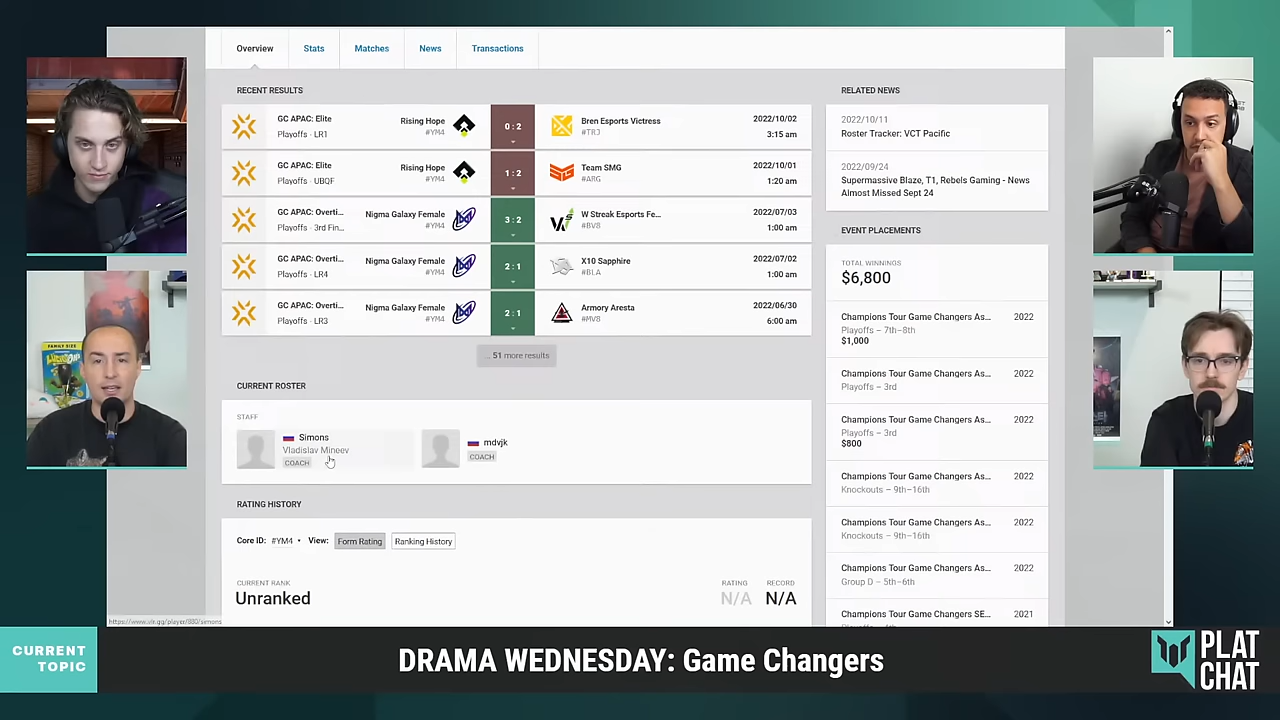 Overview
Stats
Matches
News
Transactions
RECENT RESULTS
GC APAC: Elite
Playoffs · LR1
Rising Hope
#YM4
0 : 2
Bren Esports Victress
#TRJ
2022/10/02
3:15 am
GC APAC: Elite
Playoffs · UBQF
Rising Hope
#YM4
1 : 2
Team SMG
#ARG
2022/10/01
1:20 am
GC APAC: Overti...
Playoffs · 3rd Fin...
Nigma Galaxy Female
#YM4
3 : 2
W Streak Esports Fe...
#BV8
2022/07/03
1:00 am
GC APAC: Overti...
Playoffs · LR4
Nigma Galaxy Female
#YM4
2 : 1
X10 Sapphire
#BLA
2022/07/02
1:00 am
GC APAC: Overti...
Playoffs · LR3
Nigma Galaxy Female
#YM4
2 : 1
Armory Aresta
#MV8
2022/06/30
6:00 am
... 51 more results
CURRENT ROSTER
STAFF
Simons
Vladislav Mineev
COACH
mdvjk
COACH
RATING HISTORY
Core ID: #YM4 • View: Form Rating Ranking History
CURRENT RANK
Unranked
RATING
N/A
RECORD
N/A
https://www.vlr.gg/player/880/simons
RELATED NEWS
2022/10/11
Roster Tracker: VCT Pacific
2022/09/24
Supermassive Blaze, T1, Rebels Gaming - News
Almost Missed Sept 24
EVENT PLACEMENTS
TOTAL WINNINGS
$6,800
Champions Tour Game Changers As... 2022
Playoffs – 7th–8th
$1,000
Champions Tour Game Changers As... 2022
Playoffs – 3rd
Champions Tour Game Changers As... 2022
Playoffs – 3rd
$800
Champions Tour Game Changers As... 2022
Knockouts – 9th–16th
Champions Tour Game Changers As... 2022
Knockouts – 9th–16th
Champions Tour Game Changers As... 2022
Group D – 5th–6th
Champions Tour Game Changers SE... 2021
FAMILY SIZE
CURRENT
TOPIC
DRAMA WEDNESDAY: Game Changers
PLAT
CHAT